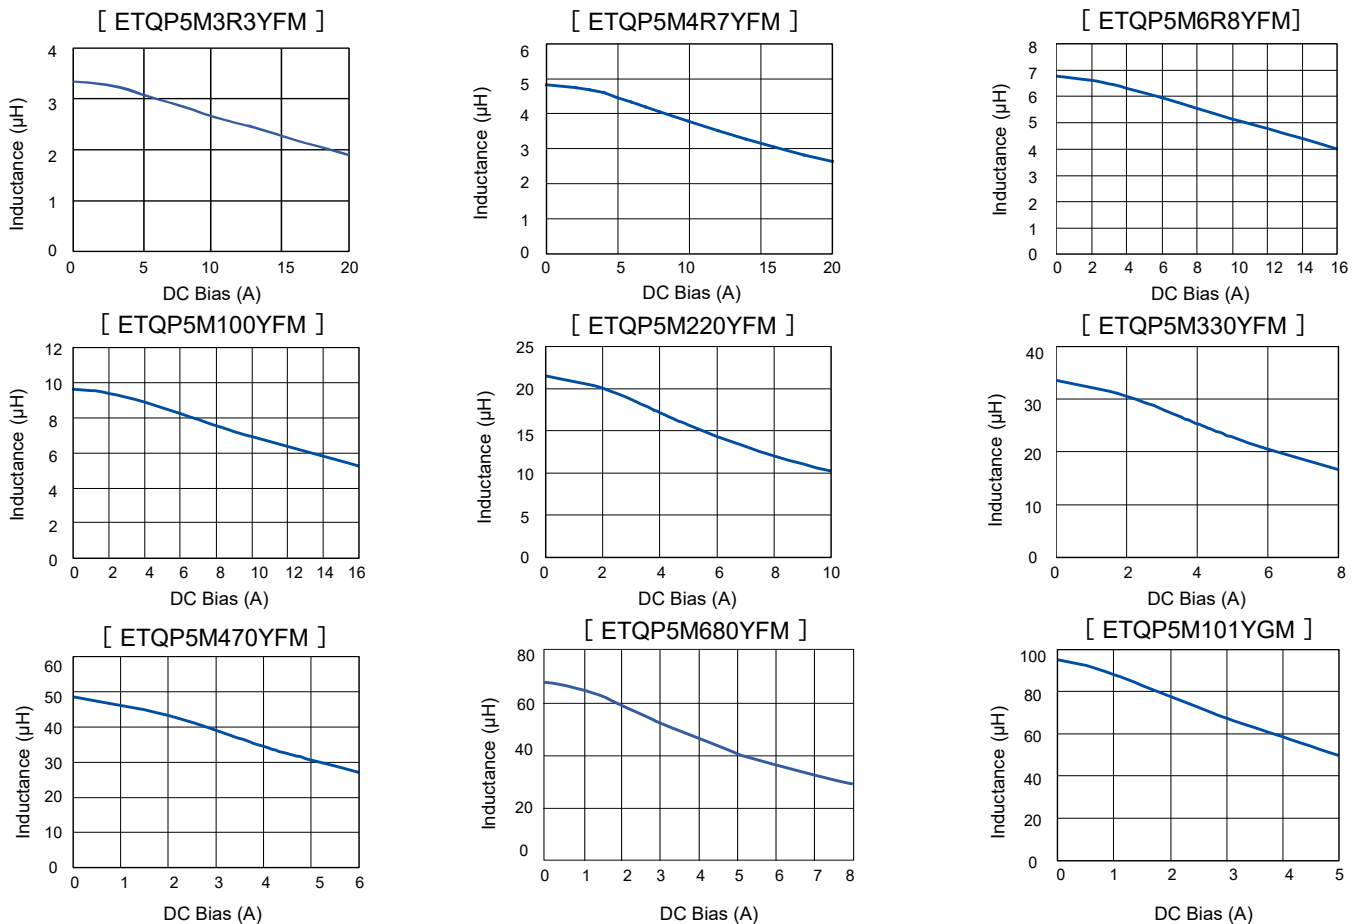 [ ETQP5M3R3YFM ]
4
3
2
1
0
Inductance (µH)
0 5 10 15 20
DC Bias (A)
[ ETQP5M4R7YFM ]
6
5
4
3
2
1
0
Inductance (µH)
0 5 10 15 20
DC Bias (A)
[ ETQP5M6R8YFM]
8
7
6
5
4
3
2
1
0
Inductance (µH)
0 2 4 6 8 10 12 14 16
DC Bias (A)
[ ETQP5M100YFM ]
12
10
8
6
4
2
0
Inductance (µH)
0 2 4 6 8 10 12 14 16
DC Bias (A)
[ ETQP5M220YFM ]
25
20
15
10
5
0
Inductance (µH)
0 2 4 6 8 10
DC Bias (A)
[ ETQP5M330YFM ]
40
30
20
10
0
Inductance (µH)
0 2 4 6 8
DC Bias (A)
[ ETQP5M470YFM ]
60
50
40
30
20
10
0
Inductance (µH)
0 1 2 3 4 5 6
DC Bias (A)
[ ETQP5M680YFM ]
80
60
40
20
0
Inductance (µH)
0 1 2 3 4 5 6 7 8
DC Bias (A)
[ ETQP5M101YGM ]
100
80
60
40
20
0
Inductance (µH)
0 1 2 3 4 5
DC Bias (A)